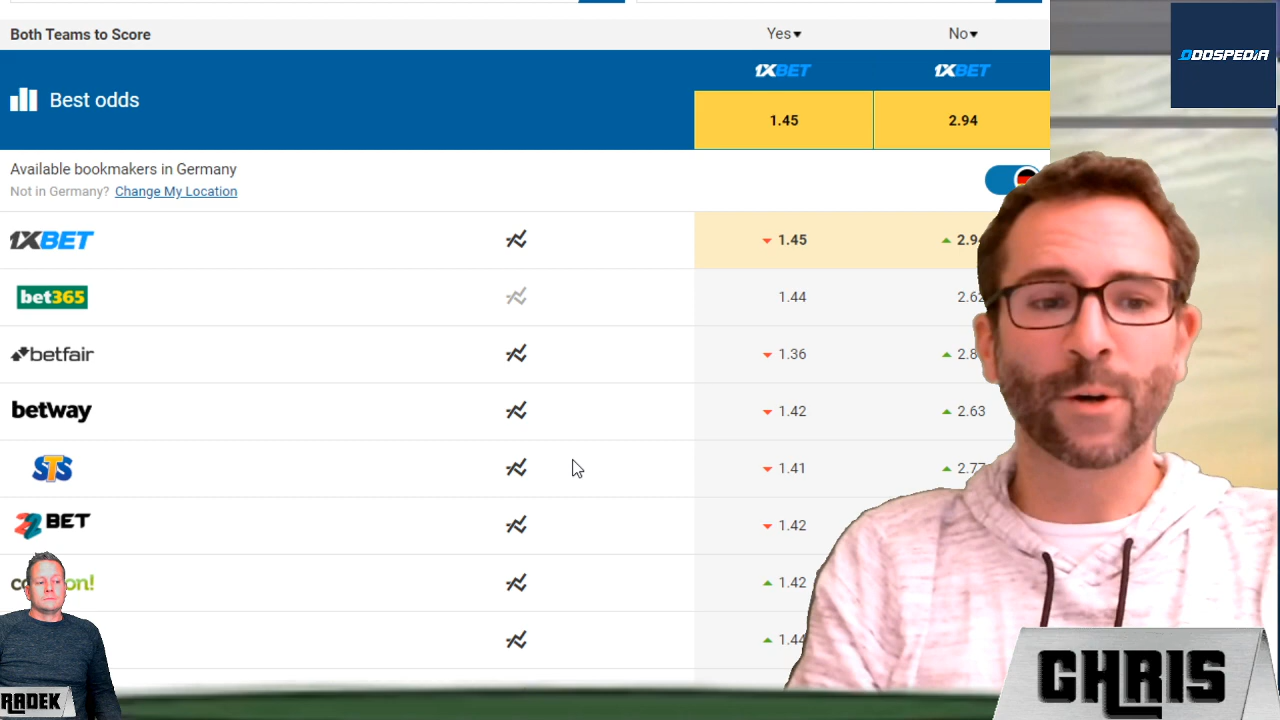 Both Teams to Score Yes▾ No▾
1XBET 1XBET
Best odds
1.45 2.94
Available bookmakers in Germany
Not in Germany? Change My Location
1XBET 1.45
bet365 1.44
betfair 1.36
betway 1.42 2.63
STS 1.41
22 BET 1.42
1.42
1.44
ODDSPEDIA
RADEK
CHRIS